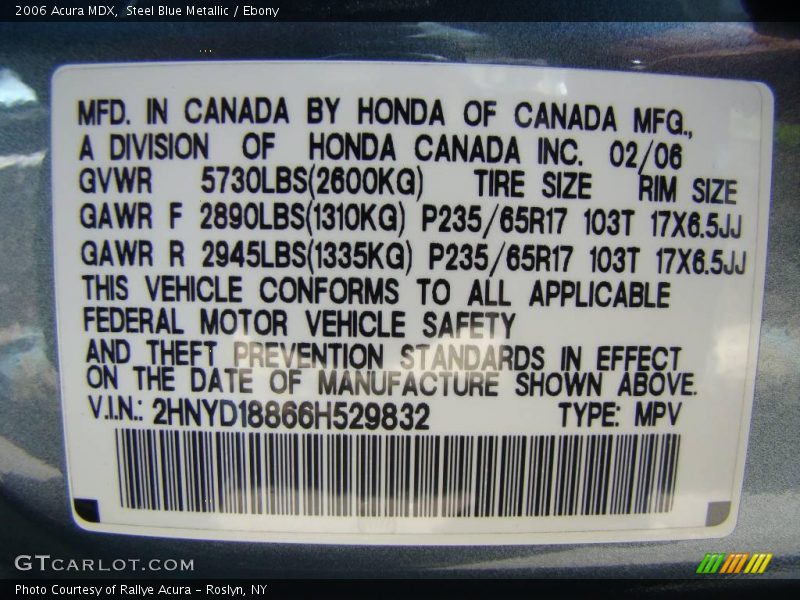 2006 Acura MDX,  Steel Blue Metallic / Ebony
MFD. IN CANADA BY HONDA OF CANADA MFG.,
A DIVISION OF HONDA CANADA INC. 02/06
GVWR 5730LBS(2600KG) TIRE SIZE RIM SIZE
GAWR F 2890LBS(1310KG) P235/65R17 103T 17X6.5JJ
GAWR R 2945LBS(1335KG) P235/65R17 103T 17X6.5JJ
THIS VEHICLE CONFORMS TO ALL APPLICABLE
FEDERAL MOTOR VEHICLE SAFETY
AND THEFT PREVENTION STANDARDS IN EFFECT
ON THE DATE OF MANUFACTURE SHOWN ABOVE.
V.I.N.: 2HNYD18866H529832 TYPE: MPV
GTCARLOT.COM
Photo Courtesy of Rallye Acura - Roslyn, NY